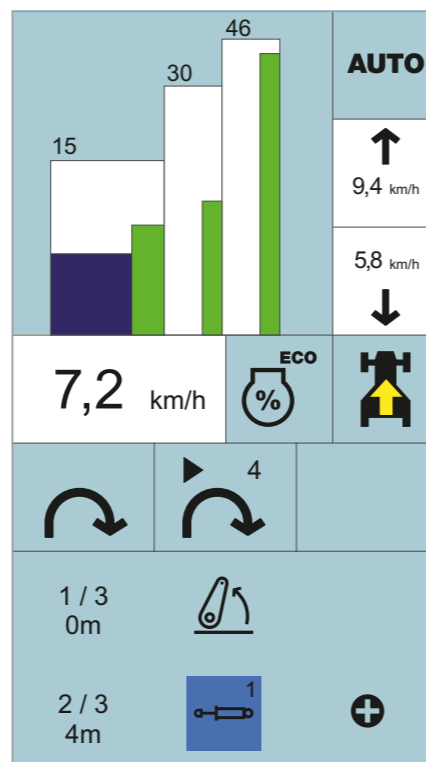 46
30
15
AUTO
9,4 km/h
5,8 km/h
7,2 km/h
ECO
%
4
1 / 3
0m
1
2 / 3
4m